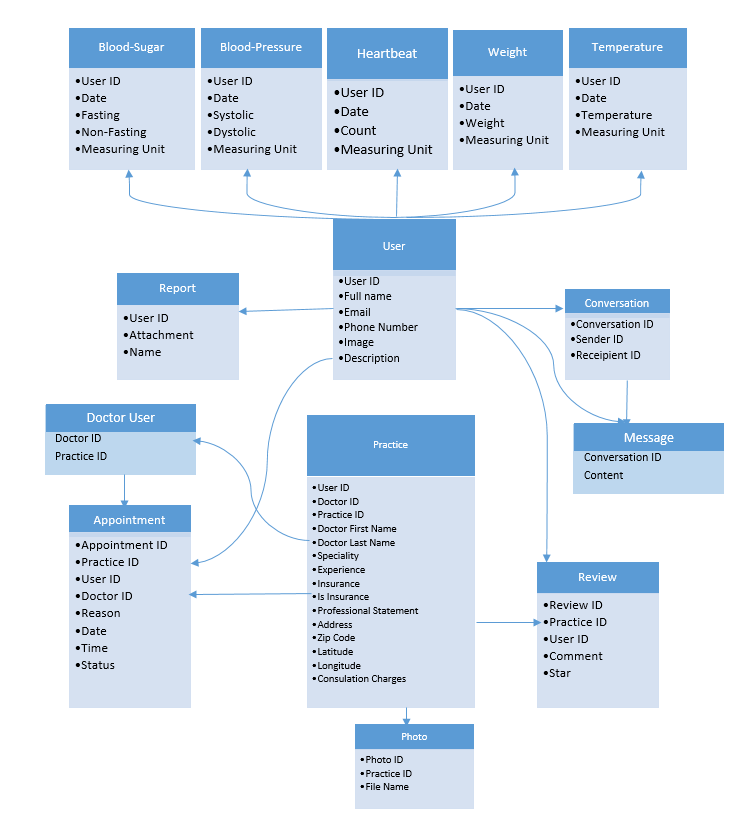 Blood-Sugar
•User ID
•Date
•Fasting
•Non-Fasting
•Measuring Unit
Blood-Pressure
•User ID
•Date
•Systolic
•Dystolic
•Measuring Unit
Heartbeat
•User ID
•Date
•Count
•Measuring Unit
Weight
•User ID
•Date
•Weight
•Measuring Unit
Temperature
•User ID
•Date
•Temperature
•Measuring Unit
User
•User ID
•Full name
•Email
•Phone Number
•Image
•Description
Report
•User ID
•Attachment
•Name
Conversation
•Conversation ID
•Sender ID
•Receipient ID
Doctor User
Doctor ID
Practice ID
Practice
•User ID
•Doctor ID
•Practice ID
•Doctor First Name
•Doctor Last Name
•Speciality
•Experience
•Insurance
•Is Insurance
•Professional Statement
•Address
•Zip Code
•Latitude
•Longitude
•Consulation Charges
Message
Conversation ID
Content
Appointment
•Appointment ID
•Practice ID
•User ID
•Doctor ID
•Reason
•Date
•Time
•Status
Review
•Review ID
•Practice ID
•User ID
•Comment
•Star
Photo
•Photo ID
•Practice ID
•File Name